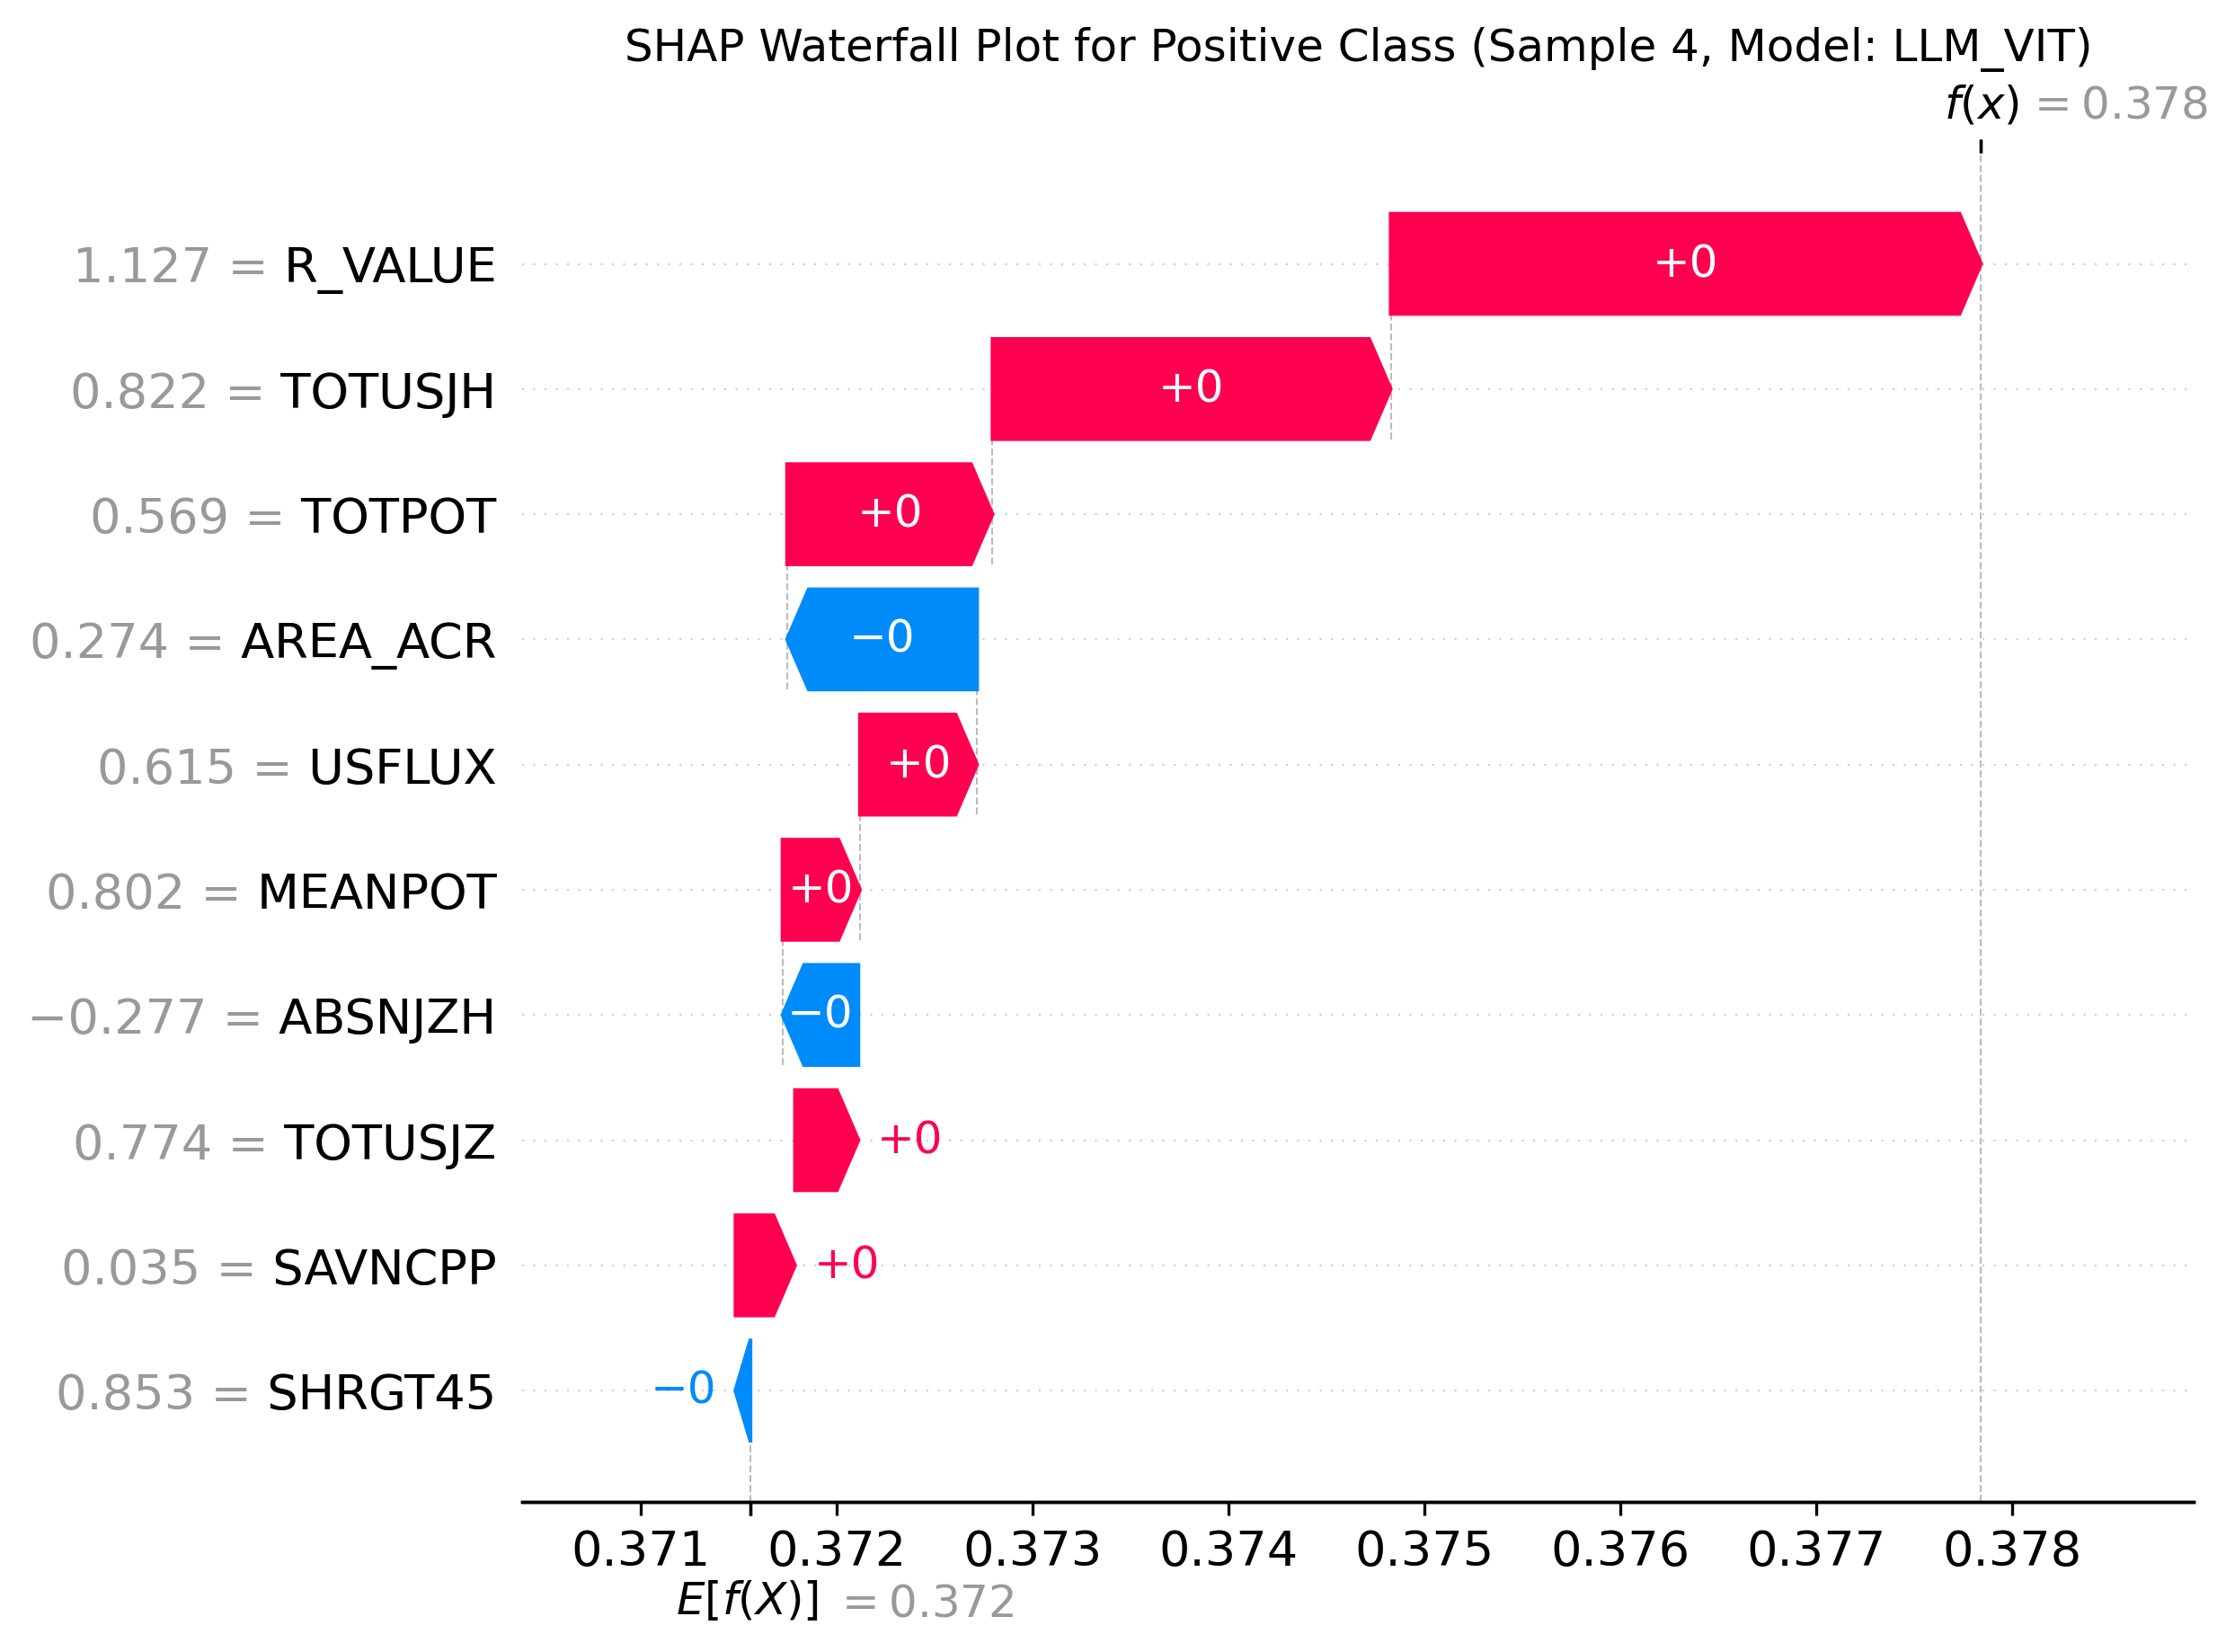 SHAP Waterfall Plot for Positive Class (Sample 4, Model: LLM_VIT)
f(x) = 0.378
1.127 = R_VALUE +0
0.822 = TOTUSJH +0
0.569 = TOTPOT +0
0.274 = AREA_ACR −0
0.615 = USFLUX +0
0.802 = MEANPOT +0
−0.277 = ABSNJZH −0
0.774 = TOTUSJZ +0
0.035 = SAVNCPP +0
0.853 = SHRGT45 −0
0.371 0.372 0.373 0.374 0.375 0.376 0.377 0.378
E[f(X)] = 0.372